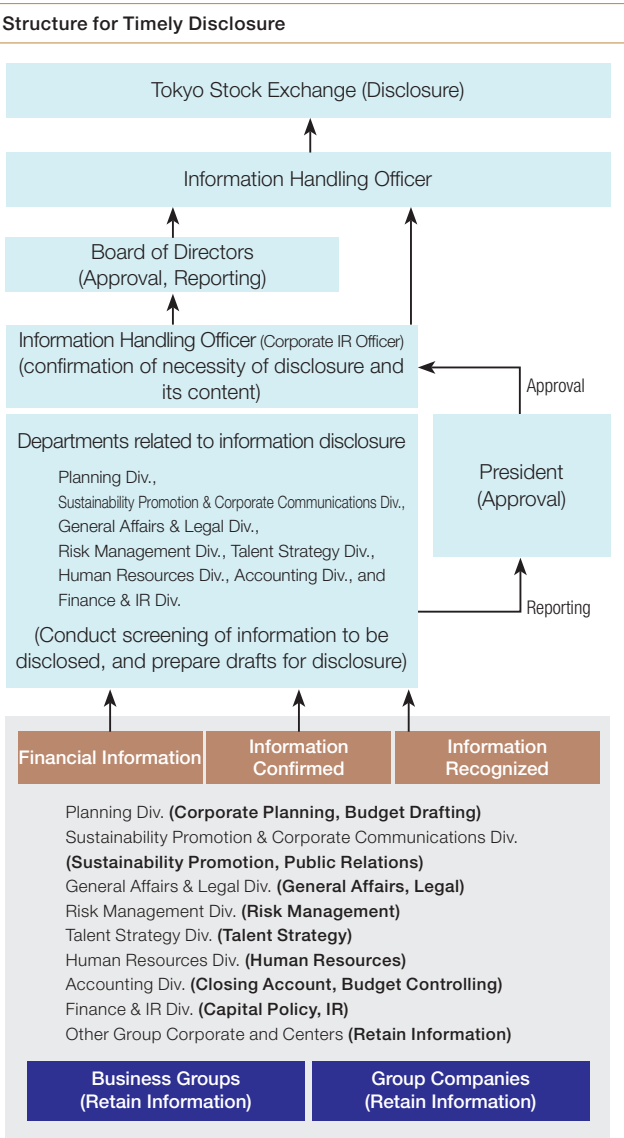 Structure for Timely Disclosure
Tokyo Stock Exchange (Disclosure)
Information Handling Officer
Board of Directors
(Approval, Reporting)
Information Handling Officer (Corporate IR Officer)
(confirmation of necessity of disclosure and
its content)
Approval
Departments related to information disclosure
Planning Div.,
Sustainability Promotion & Corporate Communications Div.,
General Affairs & Legal Div.,
Risk Management Div., Talent Strategy Div.,
Human Resources Div., Accounting Div., and
Finance & IR Div.
(Conduct screening of information to be
disclosed, and prepare drafts for disclosure)
President
(Approval)
Reporting
Financial Information
Information
Confirmed
Information
Recognized
Planning Div. (Corporate Planning, Budget Drafting)
Sustainability Promotion & Corporate Communications Div.
(Sustainability Promotion, Public Relations)
General Affairs & Legal Div. (General Affairs, Legal)
Risk Management Div. (Risk Management)
Talent Strategy Div. (Talent Strategy)
Human Resources Div. (Human Resources)
Accounting Div. (Closing Account, Budget Controlling)
Finance & IR Div. (Capital Policy, IR)
Other Group Corporate and Centers (Retain Information)
Business Groups
(Retain Information)
Group Companies
(Retain Information)